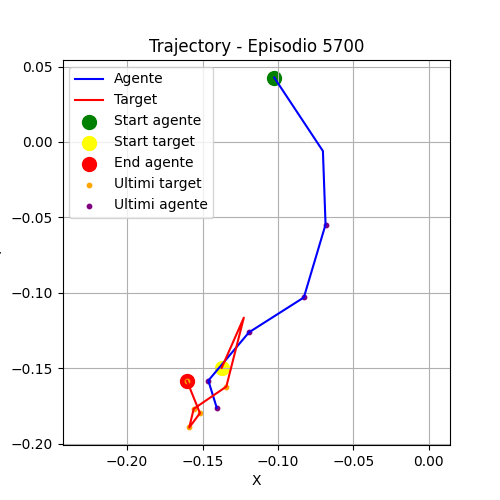 Trajectory - Episodio 5700
Agente
Target
Start agente
Start target
End agente
Ultimi target
Ultimi agente
0.05
0.00
−0.05
−0.10
−0.15
−0.20
−0.20
−0.15
−0.10
−0.05
0.00
X